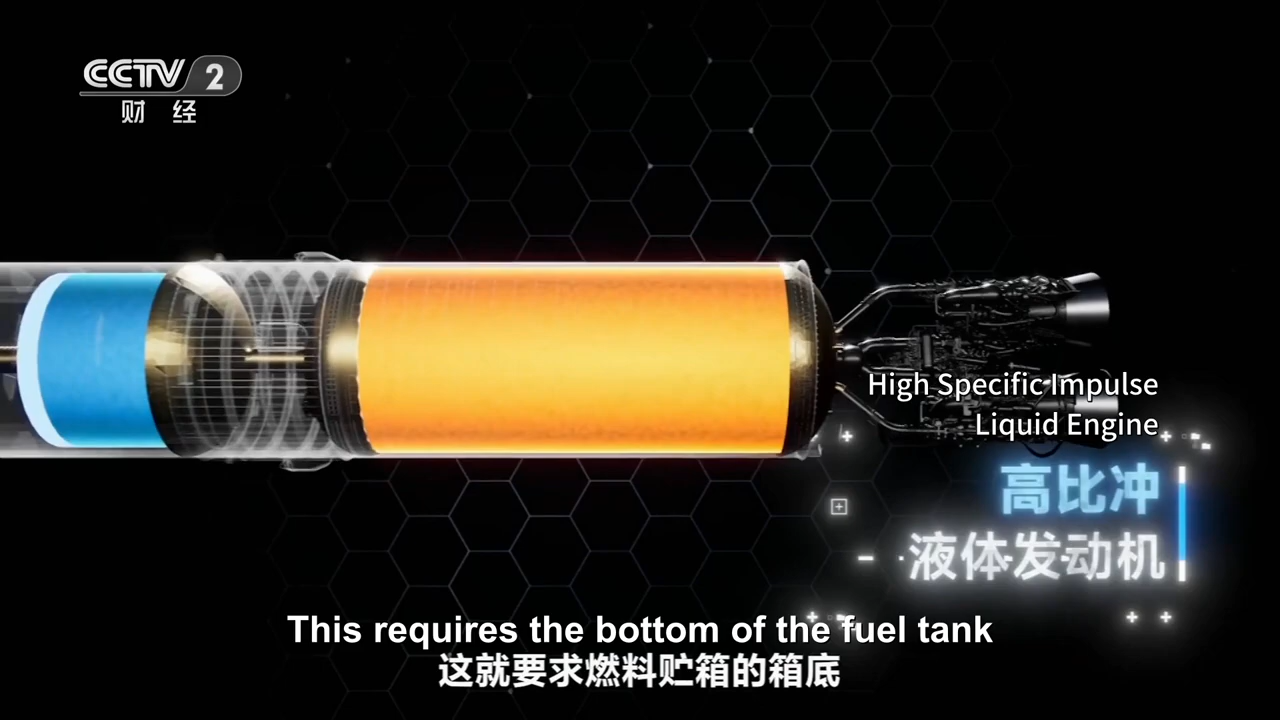 CCTV 2
财 经
High Specific Impulse
Liquid Engine
高比冲
液体发动机
This requires the bottom of the fuel tank
这就要求燃料贮箱的箱底